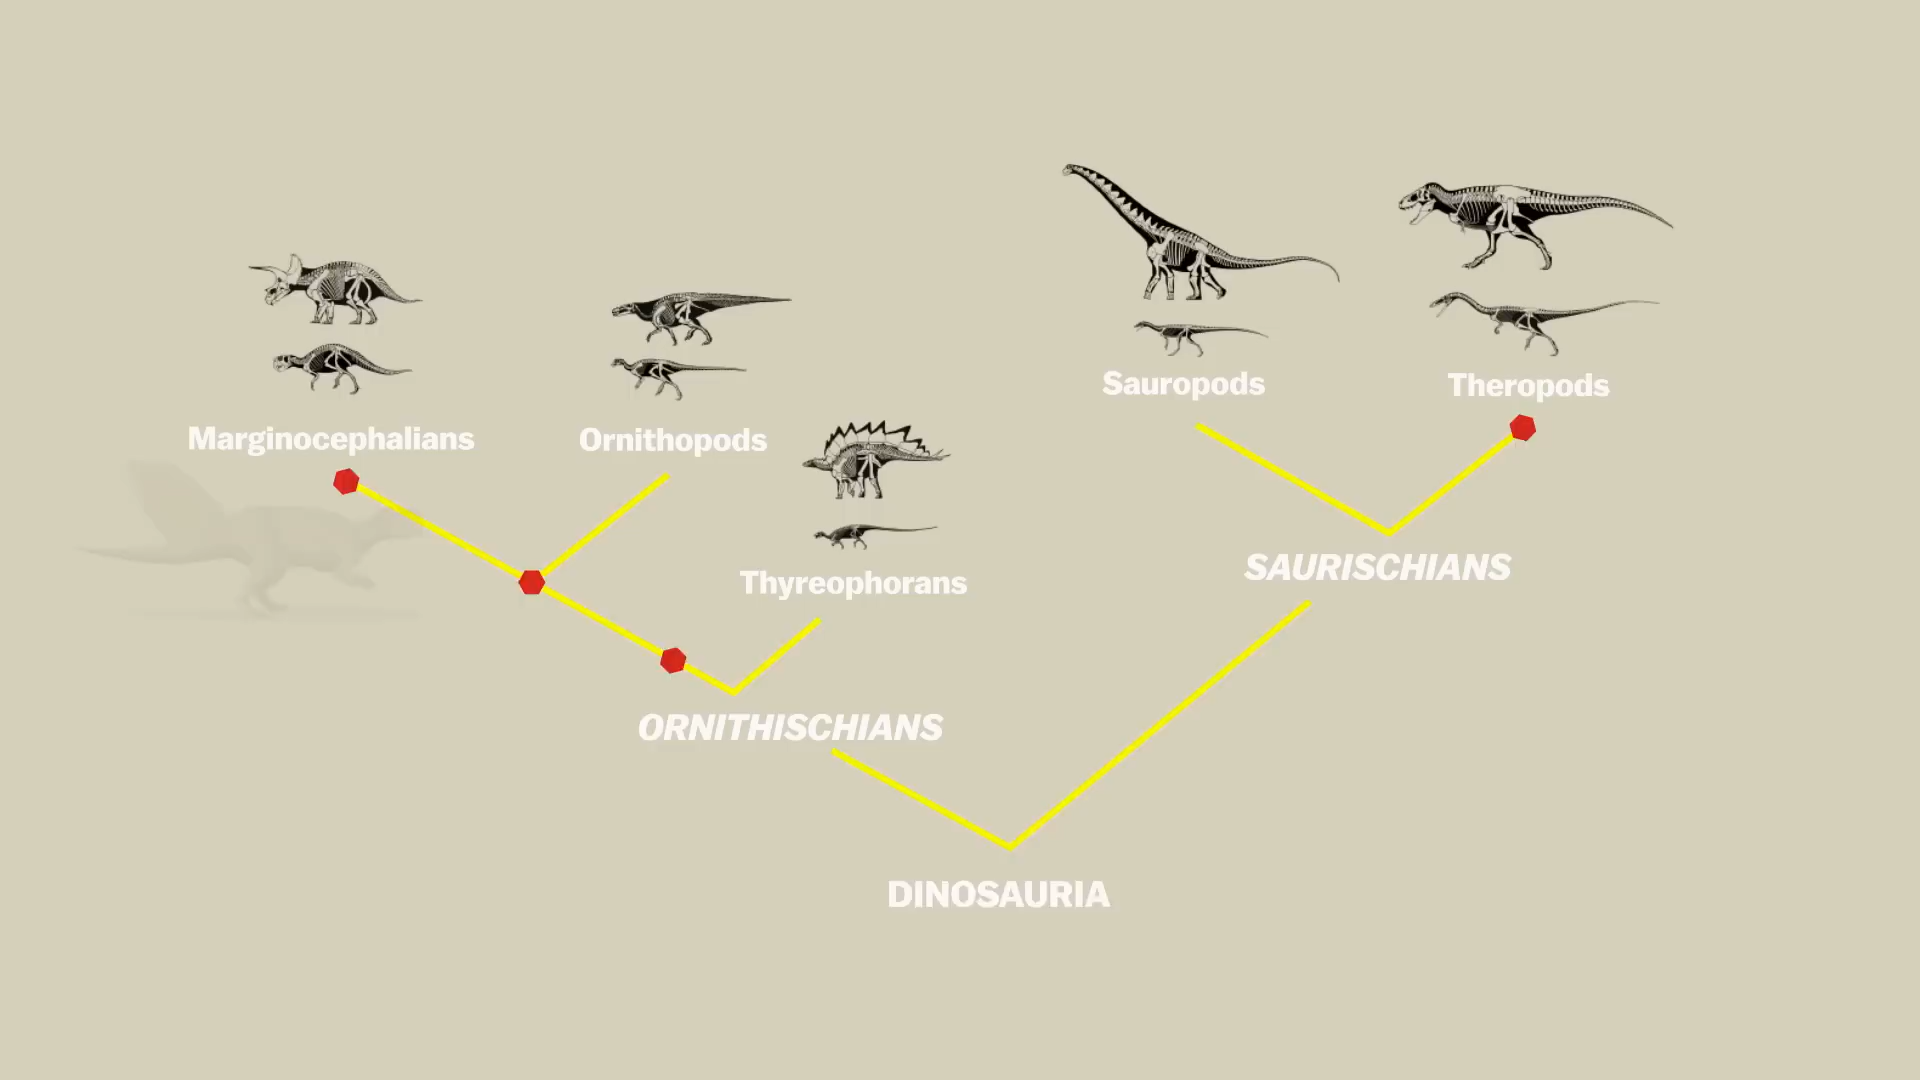 Sauropods
Theropods
Marginocephalians
Ornithopods
SAURISCHIANS
Thyreophorans
ORNITHISCHIANS
DINOSAURIA